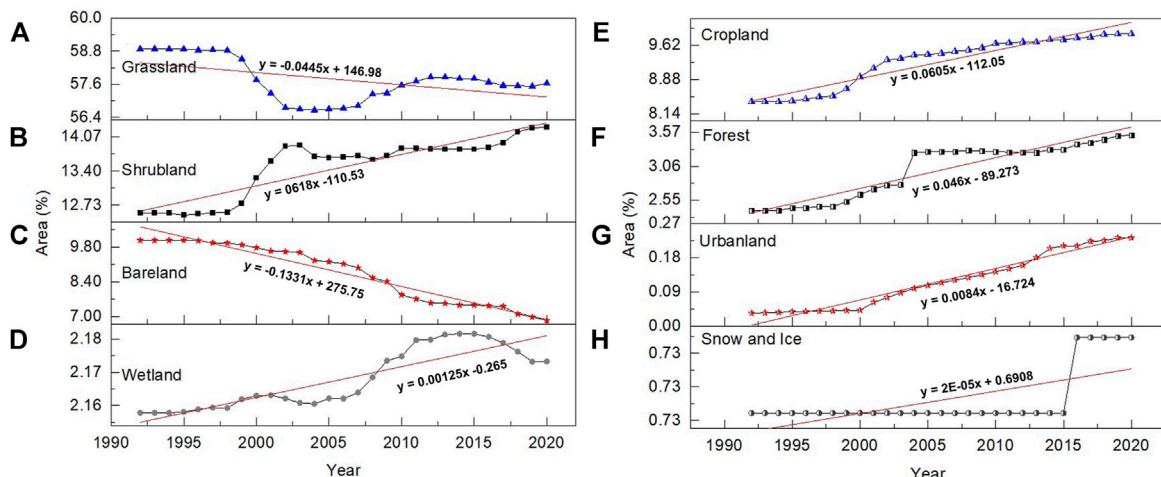 A
60.0
58.8
57.6
56.4
y = -0.0445x + 146.98
Grassland
B
14.07
13.40
12.73
Shrubland
y 0618x -110.53
Area (%)
C
9.80
8.40
7.00
Bareland
y = -0.1331x + 275.75
D
2.18
2.17
2.16
Wetland
y = 0.00125x -0.265
1990 1995 2000 2005 2010 2015 2020
Year
E
9.62
8.88
8.14
Cropland
y = 0.0605x - 112.05
F
3.57
3.06
2.55
0.27
Forest
y = 0.046x - 89.273
Area (%)
G
0.18
0.09
0.00
Urbanland
y = 0.0084x - 16.724
H
0.73
0.73
0.73
Snow and Ice
y = 2E-05x + 0.6908
1990 1995 2000 2005 2010 2015 2020
Year